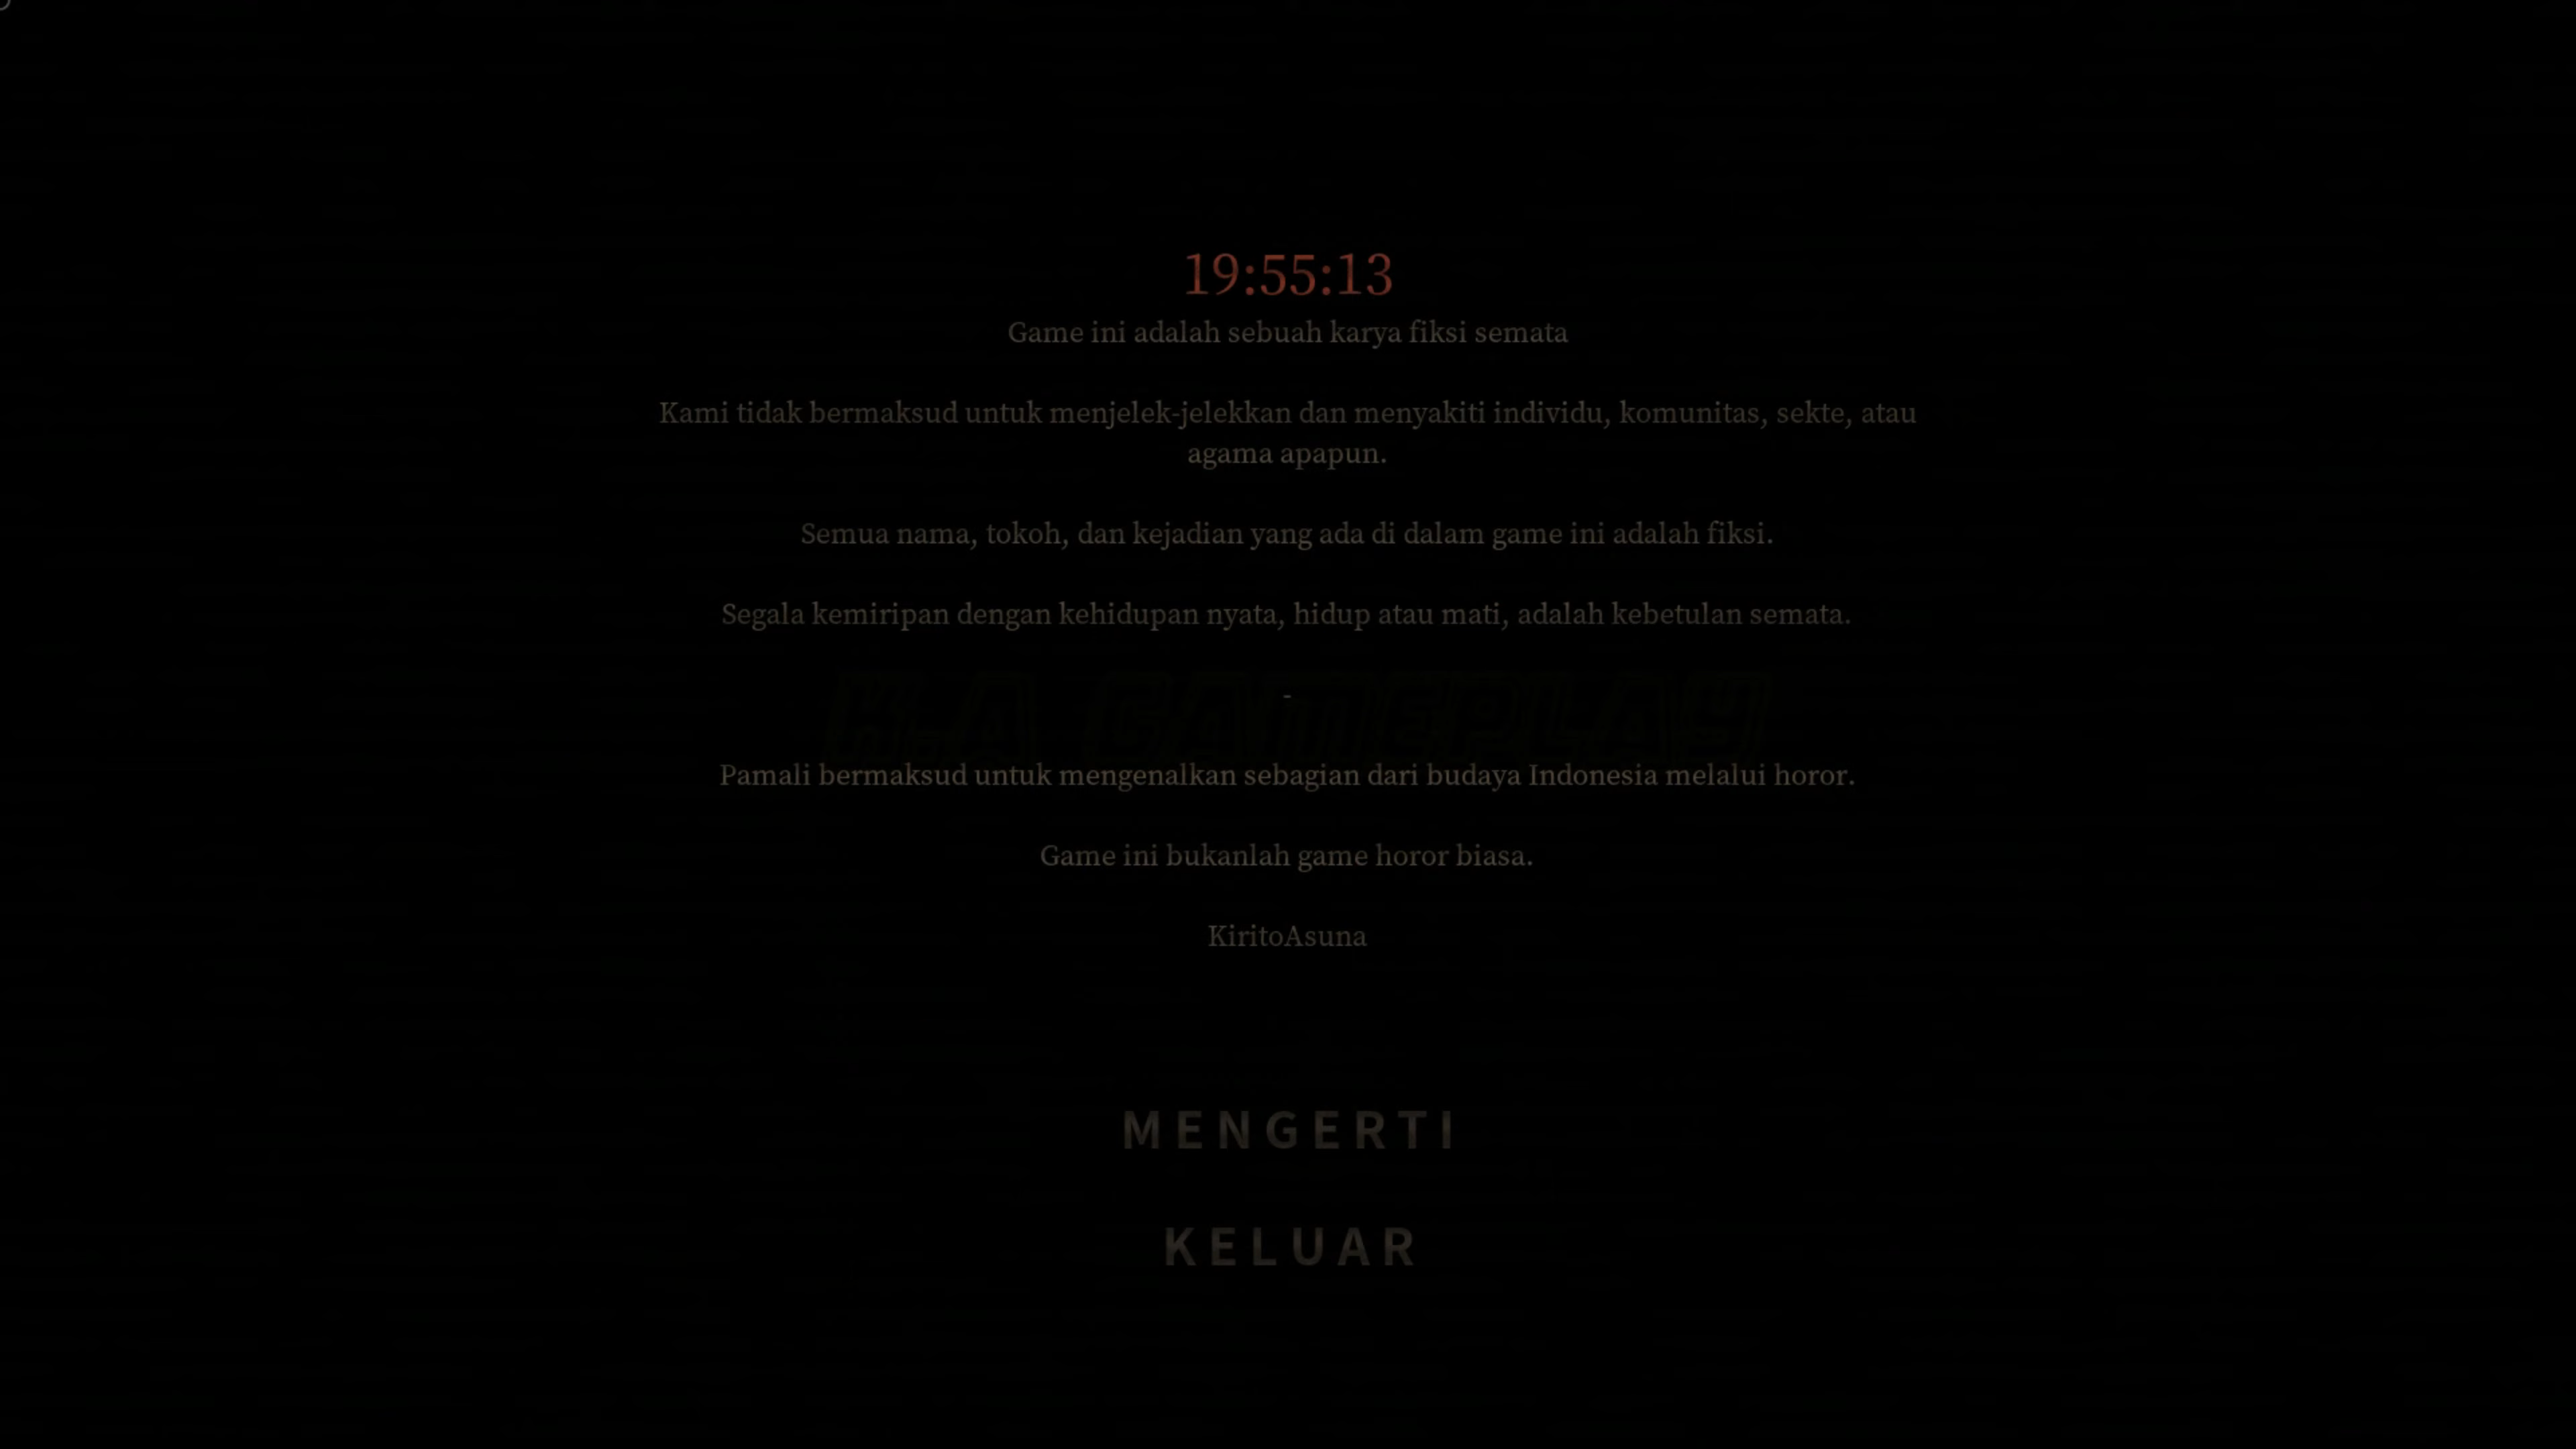 19:55:13
Game ini adalah sebuah karya fiksi semata
Kami tidak bermaksud untuk menjelek-jelekkan dan menyakiti individu, komunitas, sekte, atau
agama apapun.
Semua nama, tokoh, dan kejadian yang ada di dalam game ini adalah fiksi.
Segala kemiripan dengan kehidupan nyata, hidup atau mati, adalah kebetulan semata.
-
K.A GAMEPLAY
Pamali bermaksud untuk mengenalkan sebagian dari budaya Indonesia melalui horor.
Game ini bukanlah game horor biasa.
KiritoAsuna
MENGERTI
KELUAR